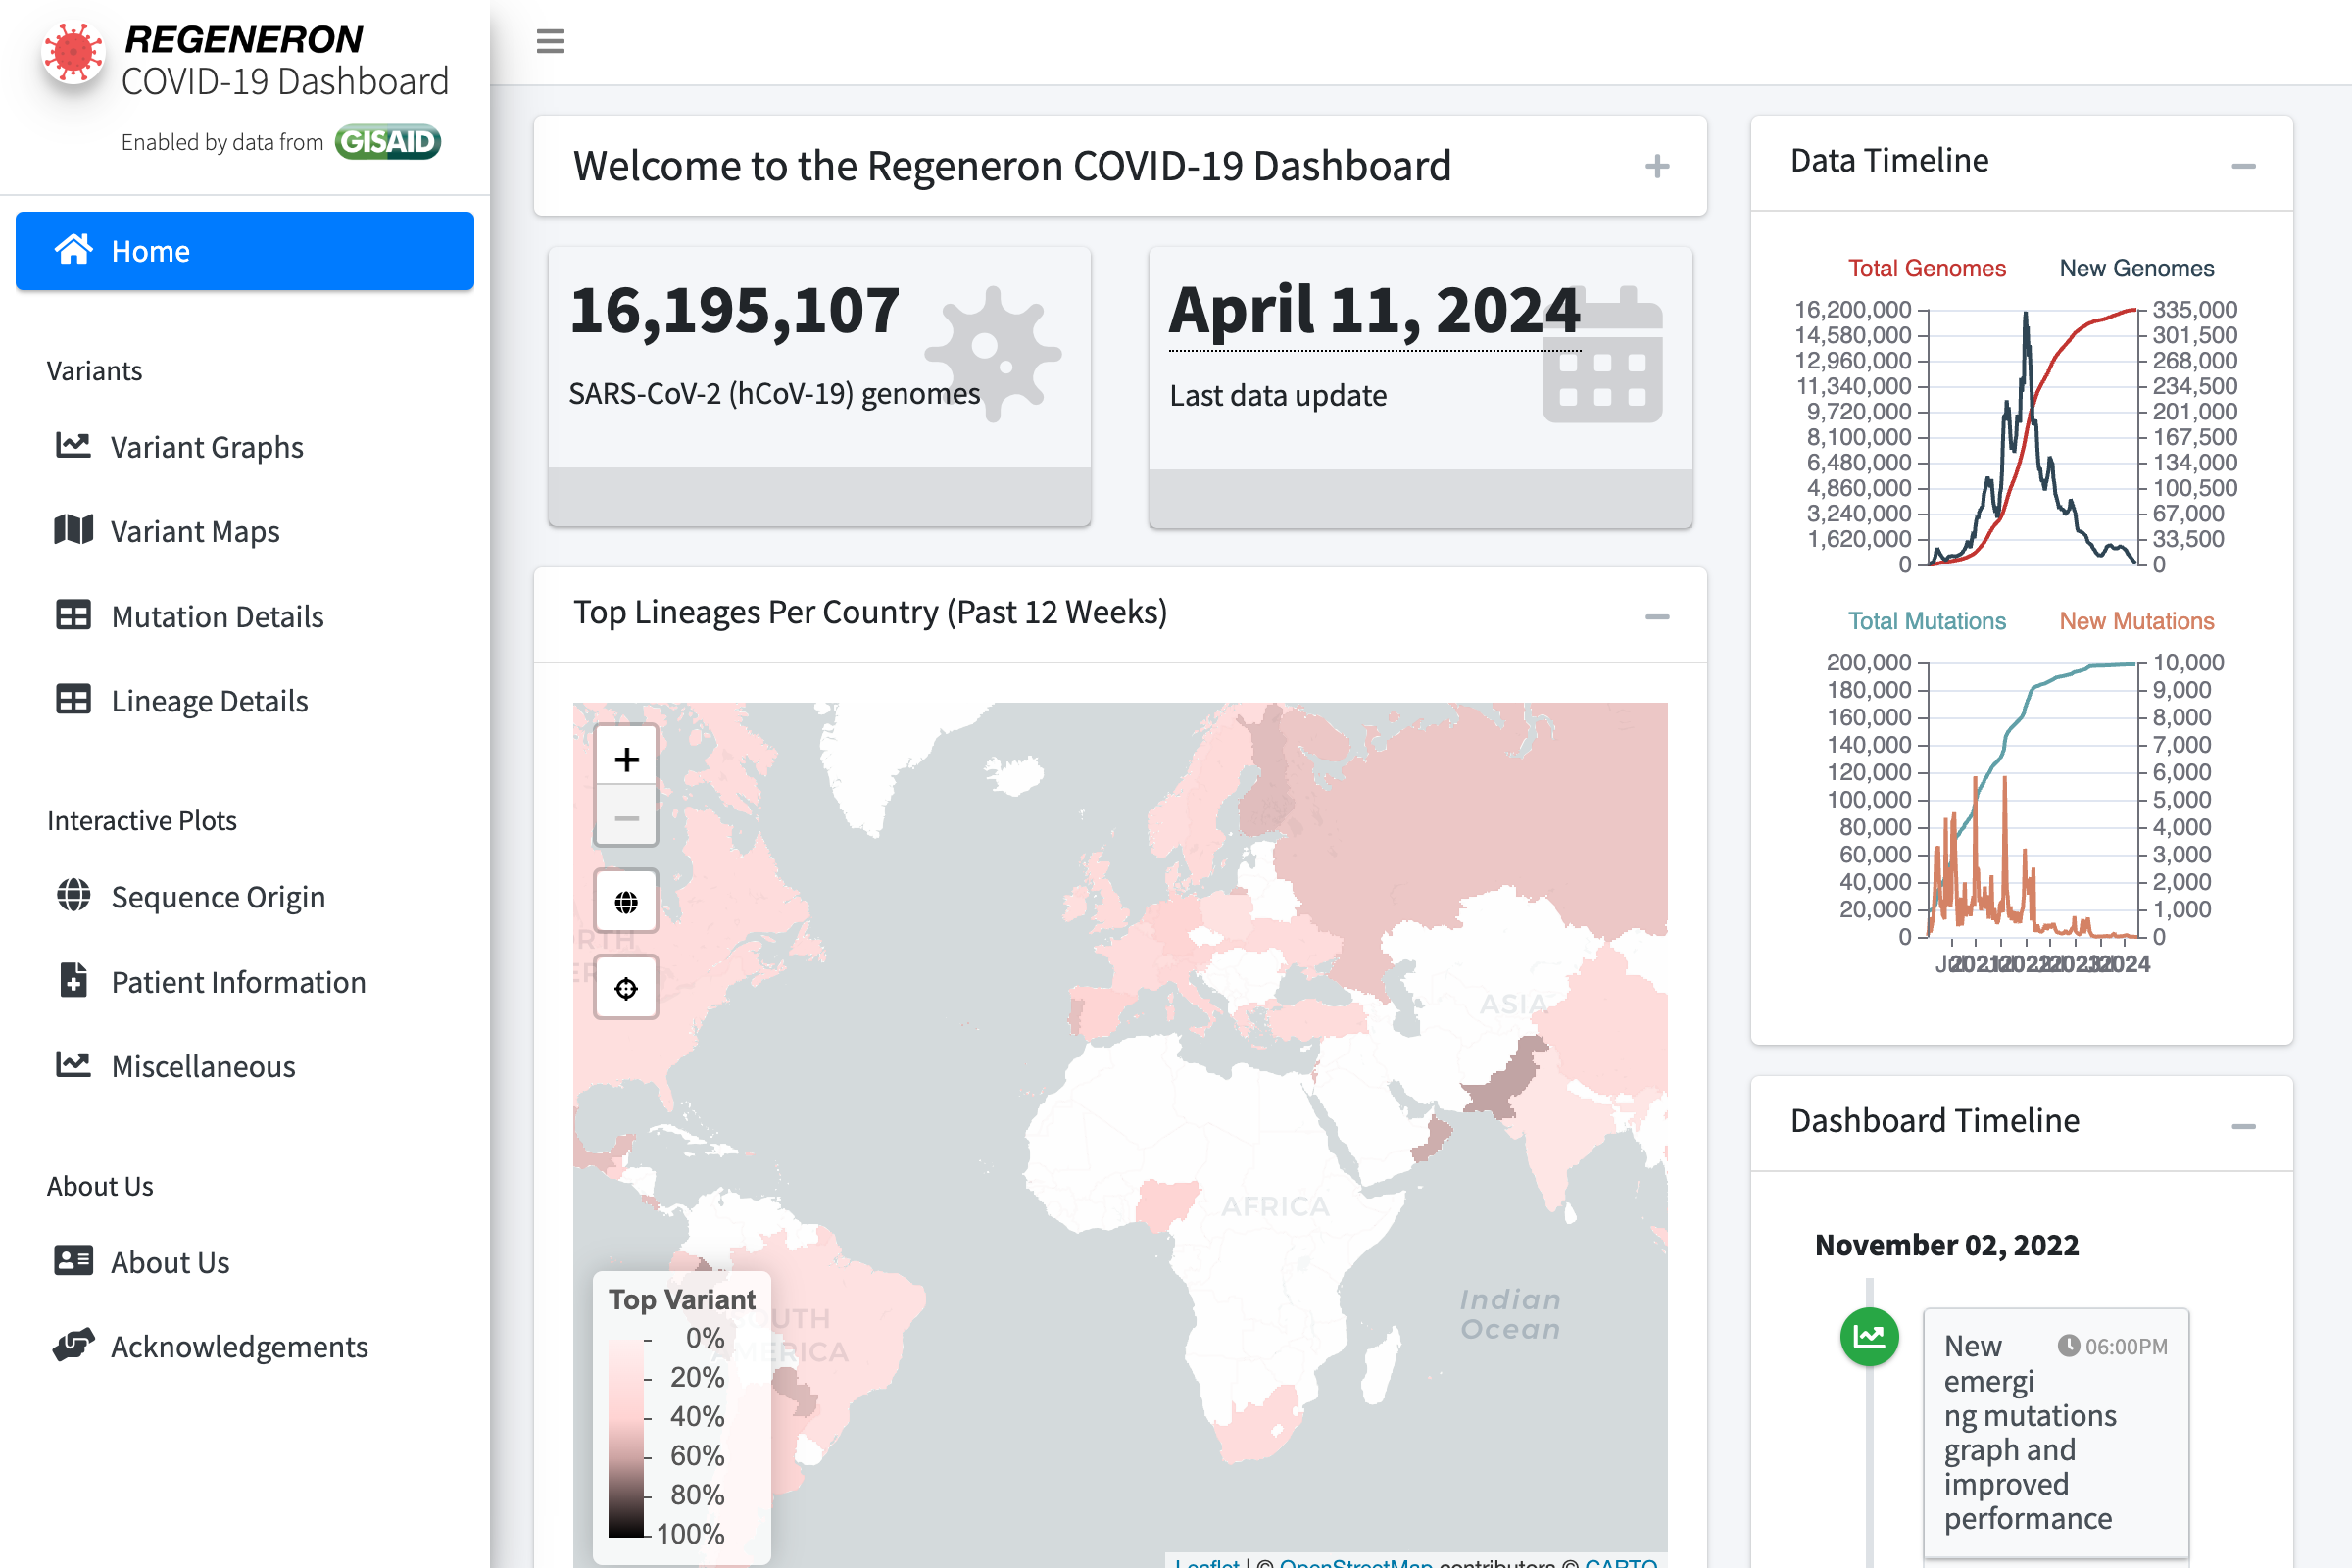 REGENERON
COVID-19 Dashboard
Enabled by data from GISAID
Home
Variants
Variant Graphs
Variant Maps
Mutation Details
Lineage Details
Interactive Plots
Sequence Origin
Patient Information
Miscellaneous
About Us
About Us
Acknowledgements
Welcome to the Regeneron COVID-19 Dashboard
16,195,107
SARS-CoV-2 (hCoV-19) genomes
April 11, 2024
Last data update
Top Lineages Per Country (Past 12 Weeks)
+
−
RTH
ER
ASIA
AFRICA
Indian
Ocean
OUTH
AMERICA
Top Variant
0%
20%
40%
60%
80%
100%
Leaflet | © OpenStreetMap contributors © CARTO
Data Timeline
Total Genomes New Genomes
16,200,000 335,000
14,580,000 301,500
12,960,000 268,000
11,340,000 234,500
9,720,000 201,000
8,100,000 167,500
6,480,000 134,000
4,860,000 100,500
3,240,000 67,000
1,620,000 33,500
0 0
Total Mutations New Mutations
200,000 10,000
180,000 9,000
160,000 8,000
140,000 7,000
120,000 6,000
100,000 5,000
80,000 4,000
60,000 3,000
40,000 2,000
20,000 1,000
0 0
2021 2022 2023 2024
Dashboard Timeline
November 02, 2022
New 06:00PM
emergi
ng mutations
graph and
improved
performance